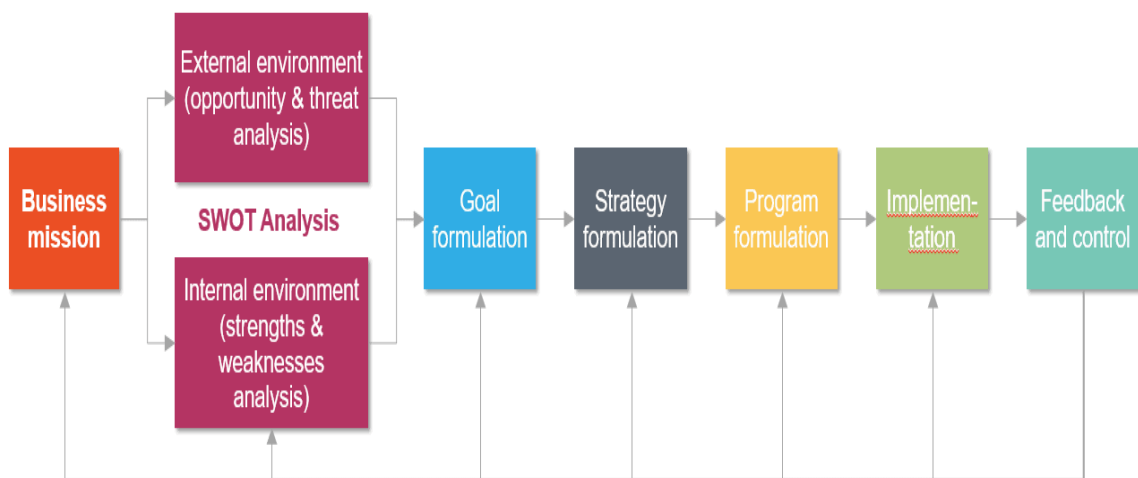 Business
mission
External environment
(opportunity & threat
analysis)
SWOT Analysis
Internal environment
(strengths &
weaknesses
analysis)
Goal
formulation
Strategy
formulation
Program
formulation
Implemen-
tation
Feedback
and control